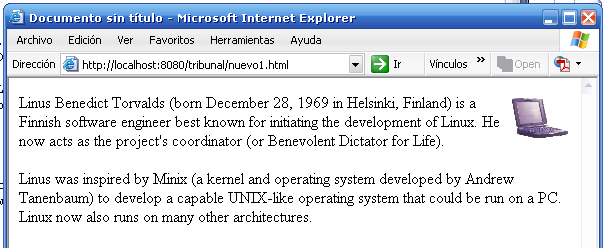 Documento sin título - Microsoft Internet Explorer
Archivo Edición Ver Favoritos Herramientas Ayuda
Dirección http://localhost:8080/tribunal/nuevo1.html Ir Vínculos » Open
Linus Benedict Torvalds (born December 28, 1969 in Helsinki, Finland) is a
Finnish software engineer best known for initiating the development of Linux. He
now acts as the project's coordinator (or Benevolent Dictator for Life).
Linus was inspired by Minix (a kernel and operating system developed by Andrew
Tanenbaum) to develop a capable UNIX-like operating system that could be run on a PC.
Linux now also runs on many other architectures.